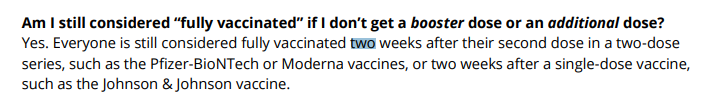 Am I still considered “fully vaccinated” if I don’t get a booster dose or an additional dose?
Yes. Everyone is still considered fully vaccinated two weeks after their second dose in a two-dose
series, such as the Pfizer-BioNTech or Moderna vaccines, or two weeks after a single-dose vaccine,
such as the Johnson & Johnson vaccine.